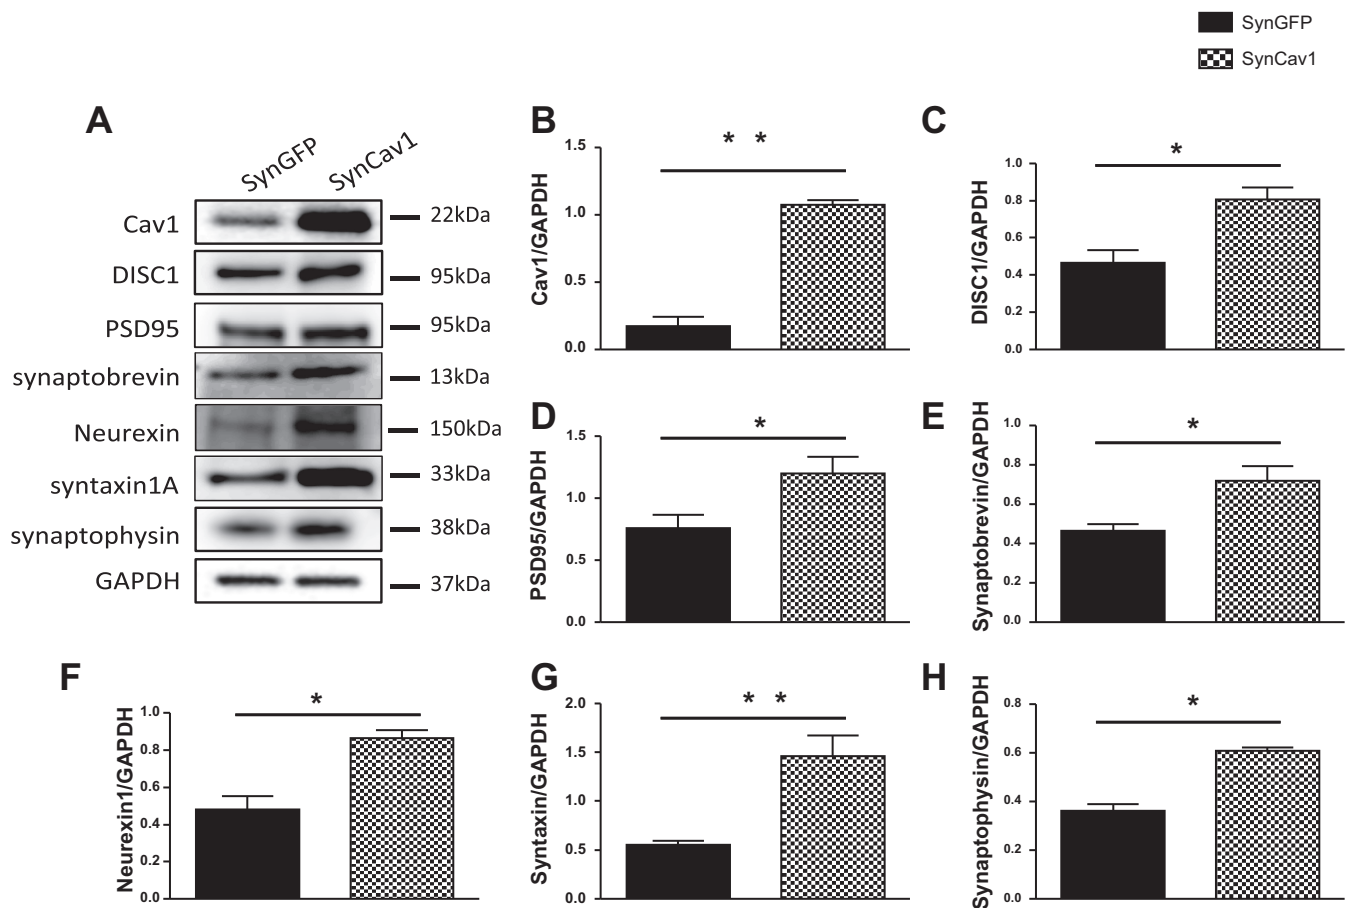 SynGFP
SynCav1
A
SynGFP SynCav1
Cav1 22kDa
DISC1 95kDa
PSD95 95kDa
synaptobrevin 13kDa
Neurexin 150kDa
syntaxin1A 33kDa
synaptophysin 38kDa
GAPDH 37kDa
B
* *
Cav1/GAPDH
1.5
1.0
0.5
0.0
C
*
DISC1/GAPDH
1.0
0.8
0.6
0.4
0.2
0.0
D
*
PSD95/GAPDH
1.5
1.0
0.5
0.0
E
*
Synaptobrevin/GAPDH
1.0
0.8
0.6
0.4
0.2
0.0
F
*
Neurexin1/GAPDH
1.0
0.8
0.6
0.4
0.2
0.0
G
* *
Syntaxin/GAPDH
2.0
1.5
1.0
0.5
0.0
H
*
Synaptophysin/GAPDH
0.8
0.6
0.4
0.2
0.0